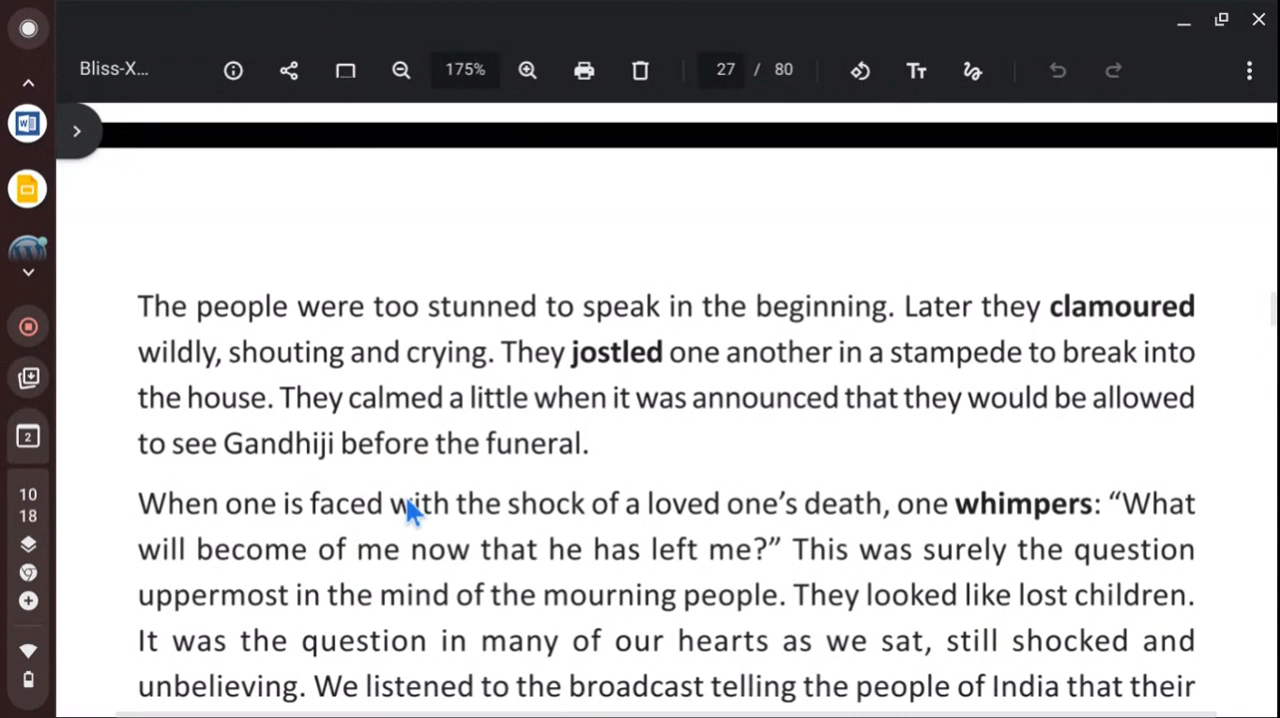 Bliss-X...
175%
27 / 80
Tт
The people were too stunned to speak in the beginning. Later they clamoured
wildly, shouting and crying. They jostled one another in a stampede to break into
the house. They calmed a little when it was announced that they would be allowed
to see Gandhiji before the funeral.
When one is faced with the shock of a loved one’s death, one whimpers: “What
will become of me now that he has left me?” This was surely the question
uppermost in the mind of the mourning people. They looked like lost children.
It was the question in many of our hearts as we sat, still shocked and
unbelieving. We listened to the broadcast telling the people of India that their
W
2
10
18